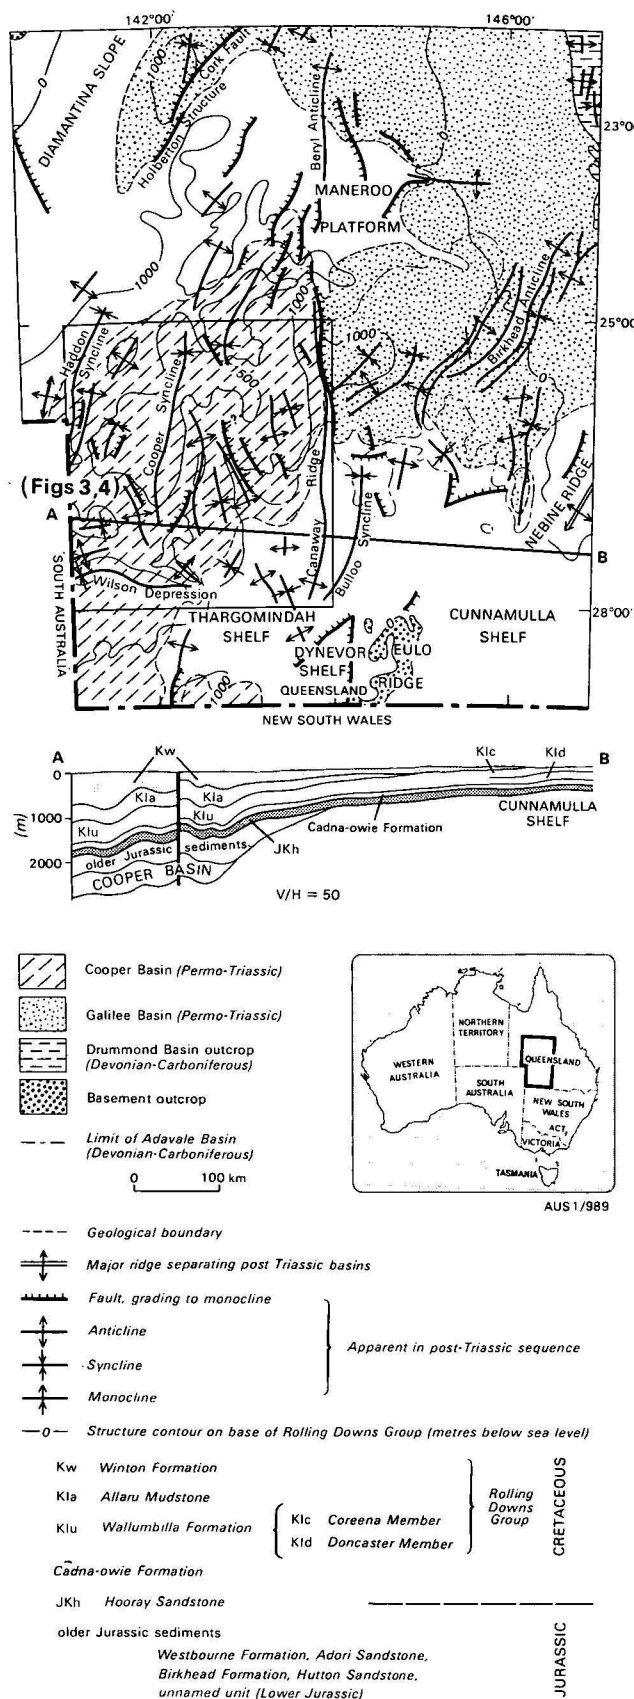 142°00' 146°00'
DIAMANTINA SLOPE
0
1000
Cork Fault
Holberton Structure
Beryl Anticline
0
23°00'
MANEROO
PLATFORM
1000
1000
Birkhead Anticline
25°00'
Haddon Syncline
1000
1500
0
Cooper Syncline
?
(Figs 3,4)
A
Canaway Ridge
Bulloo Syncline
NEBINE RIDGE
B
SOUTH AUSTRALIA
Wilson Depression
28°00'
THARGOMINDAH
SHELF
CUNNAMULLA
SHELF
DYNEVOR
SHELF
0
EULO
RIDGE
1000
QUEENSLAND
NEW SOUTH WALES
A Kw Klc Kld B
0
Kla Kla
1000
(m)
Klu Klu
Cadna-owie Formation
CUNNAMULLA
SHELF
older Jurassic sediments
JKh
2000
COOPER BASIN
V/H = 50
Cooper Basin (Permo-Triassic)
Galilee Basin (Permo-Triassic)
Drummond Basin outcrop
(Devonian-Carboniferous)
Basement outcrop
Limit of Adavale Basin
(Devonian-Carboniferous)
0 100 km
NORTHERN
TERRITORY
QUEENSLAND
WESTERN
AUSTRALIA
SOUTH
AUSTRALIA
NEW SOUTH
WALES
ACT
VICTORIA
TASMANIA
AUS 1/989
Geological boundary
Major ridge separating post Triassic basins
Fault, grading to monocline
Anticline
Syncline
Monocline
Apparent in post-Triassic sequence
0 Structure contour on base of Rolling Downs Group (metres below sea level)
Kw Winton Formation
Kla Allaru Mudstone
Klu Wallumbilla Formation
Klc Coreena Member
Kld Doncaster Member
Rolling
Downs
Group
CRETACEOUS
Cadna-owie Formation
JKh Hooray Sandstone
older Jurassic sediments
Westbourne Formation, Adori Sandstone,
Birkhead Formation, Hutton Sandstone,
unnamed unit (Lower Jurassic)
JURASSIC